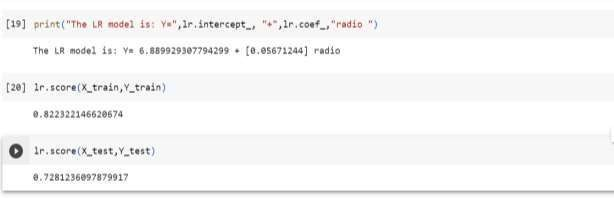 [19] print("The LR model is: Y=",lr.intercept_, "+",lr.coef_,"radio ")
The LR model is: Y= 6.889929307794299 + [0.05671244] radio
[20] lr.score(X_train,Y_train)
0.822322146620674
lr.score(X_test,Y_test)
0.7281236097879917